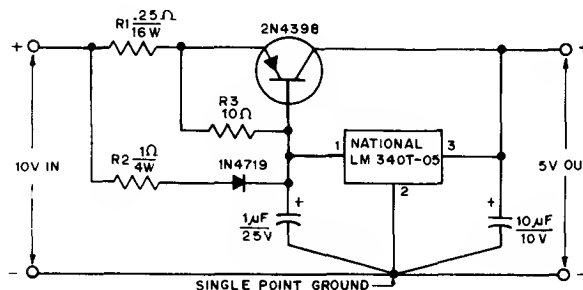 R1 .25Ω
16W
2N4398
+
+
R3
10Ω
NATIONAL
LM 340T-05
1
3
2
10V IN
R2 1Ω
4W
1N4719
5V OU
+
1µF
25V
+
10µF
10V
-
-
SINGLE POINT GROUND